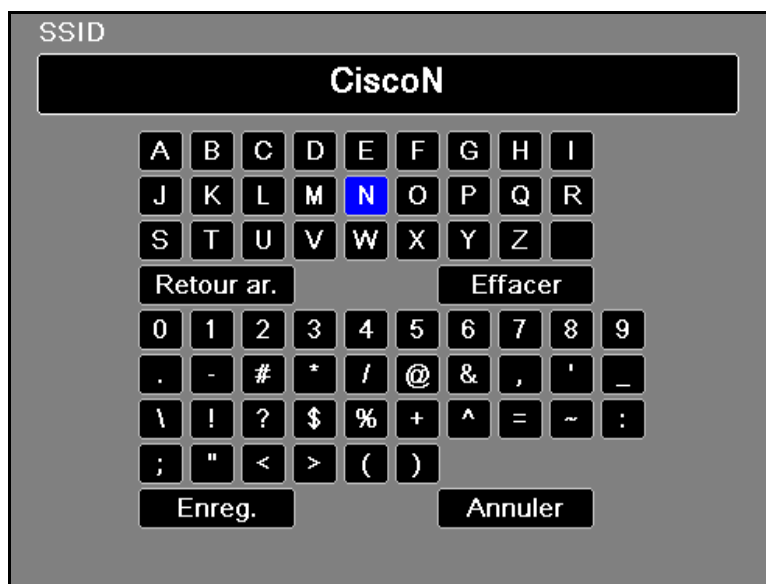 SSID
CiscoN
A B C D E F G H I
J K L M N O P Q R
S T U V W X Y Z
Retour ar. Effacer
0 1 2 3 4 5 6 7 8 9
. - # * / @ & , ' _
\ ! ? $ % + ^ = ~ :
; " < > ( )
Enreg. Annuler